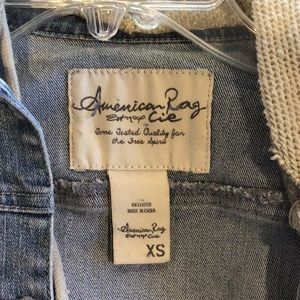 American Rag
Cie
Time Tested Quality for
the Free Spirit
MADE IN CHINA
American Rag
Cie
XS